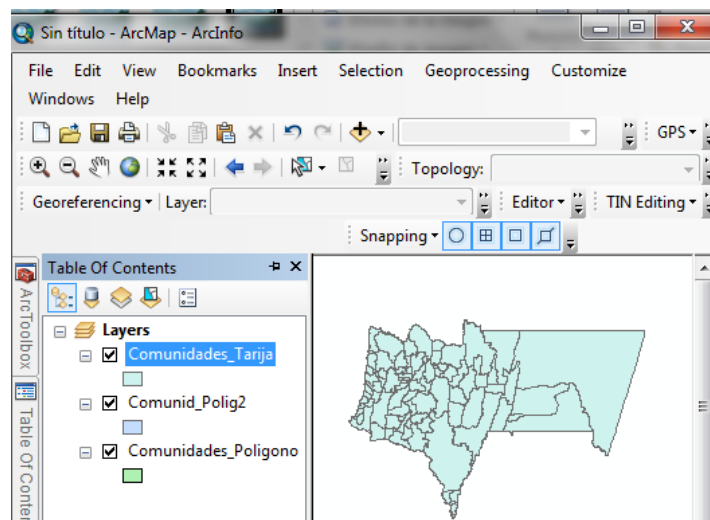 Sin título - ArcMap - ArcInfo
File Edit View Bookmarks Insert Selection Geoprocessing Customize
Windows Help
GPS
Topology:
Georeferencing Layer: Editor TIN Editing
Snapping
Table Of Contents
ArcToolbox
Layers
Comunidades_Tarija
Comunid_Polig2
Comunidades_Poligono
Table Of Conten